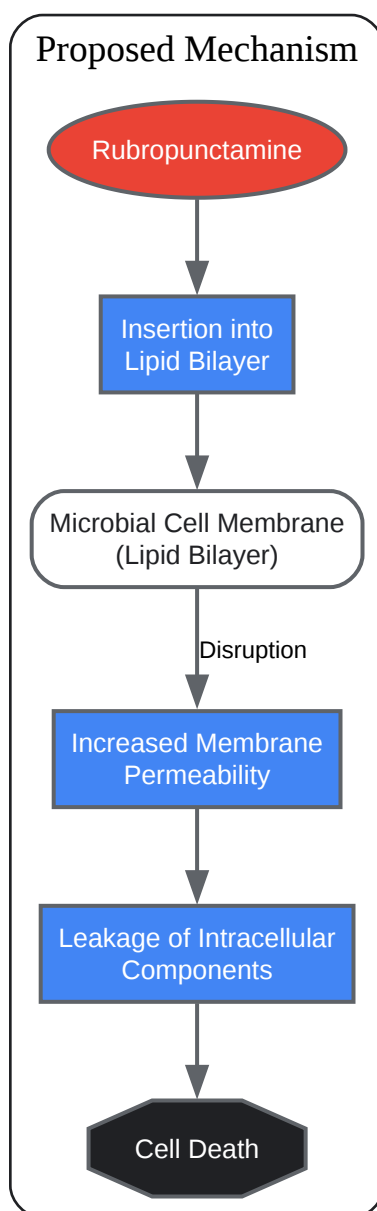 Proposed Mechanism
Rubropunctamine
Insertion into
Lipid Bilayer
Microbial Cell Membrane
(Lipid Bilayer)
Disruption
Increased Membrane
Permeability
Leakage of Intracellular
Components
Cell Death